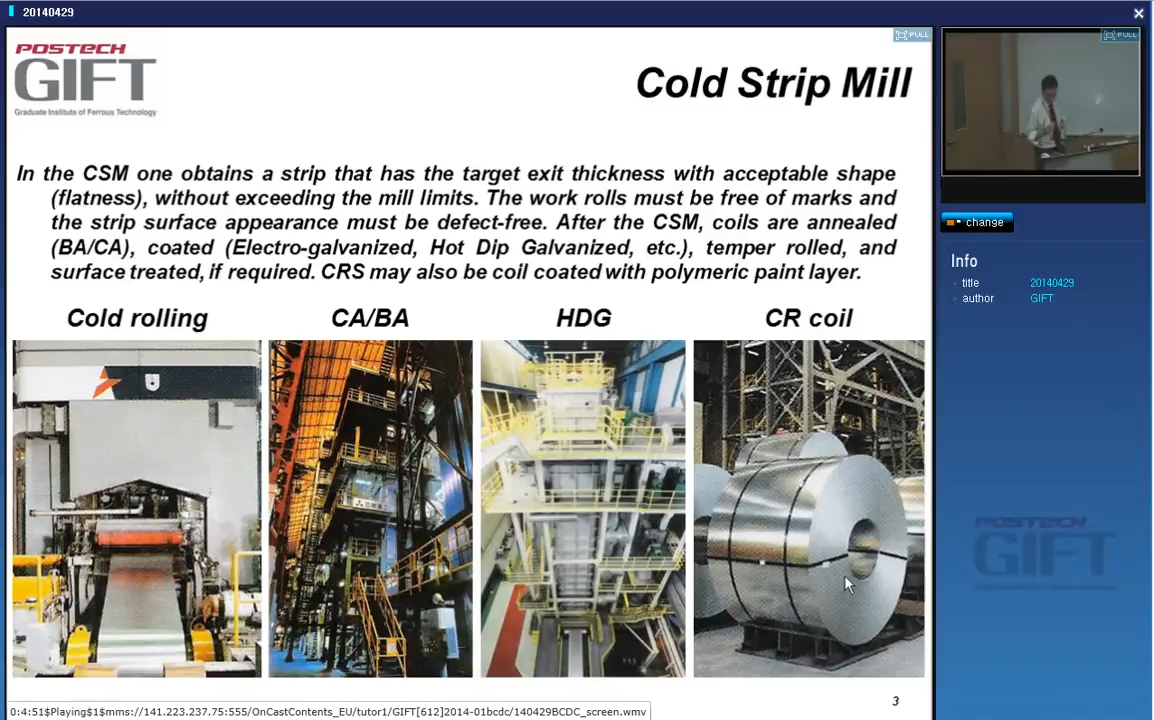 20140429
POSTECH
GIFT
Graduate Institute of Ferrous Technology
Cold Strip Mill
FULL
FULL
In the CSM one obtains a strip that has the target exit thickness with acceptable shape
(flatness), without exceeding the mill limits. The work rolls must be free of marks and
the strip surface appearance must be defect-free. After the CSM, coils are annealed
(BA/CA), coated (Electro-galvanized, Hot Dip Galvanized, etc.), temper rolled, and
surface treated, if required. CRS may also be coil coated with polymeric paint layer.
Cold rolling
CA/BA
HDG
CR coil
3
change
Info
title 20140429
author GIFT
POSTECH
GIFT
0:4:51$Playing$1$mms://141.223.237.75:555/OnCastContents_EU/tutor1/GIFT[612]2014-01bcdc/140429BCDC_screen.wmv